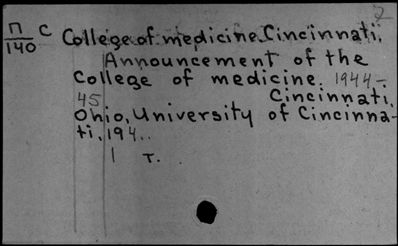 2
П/140 C College of medicine. Cincinnati.
Announcement of the
College of medicine. 1944-
45 Cincinnati,
Ohio, University of Cincinna-
ti, 194..
1 т.